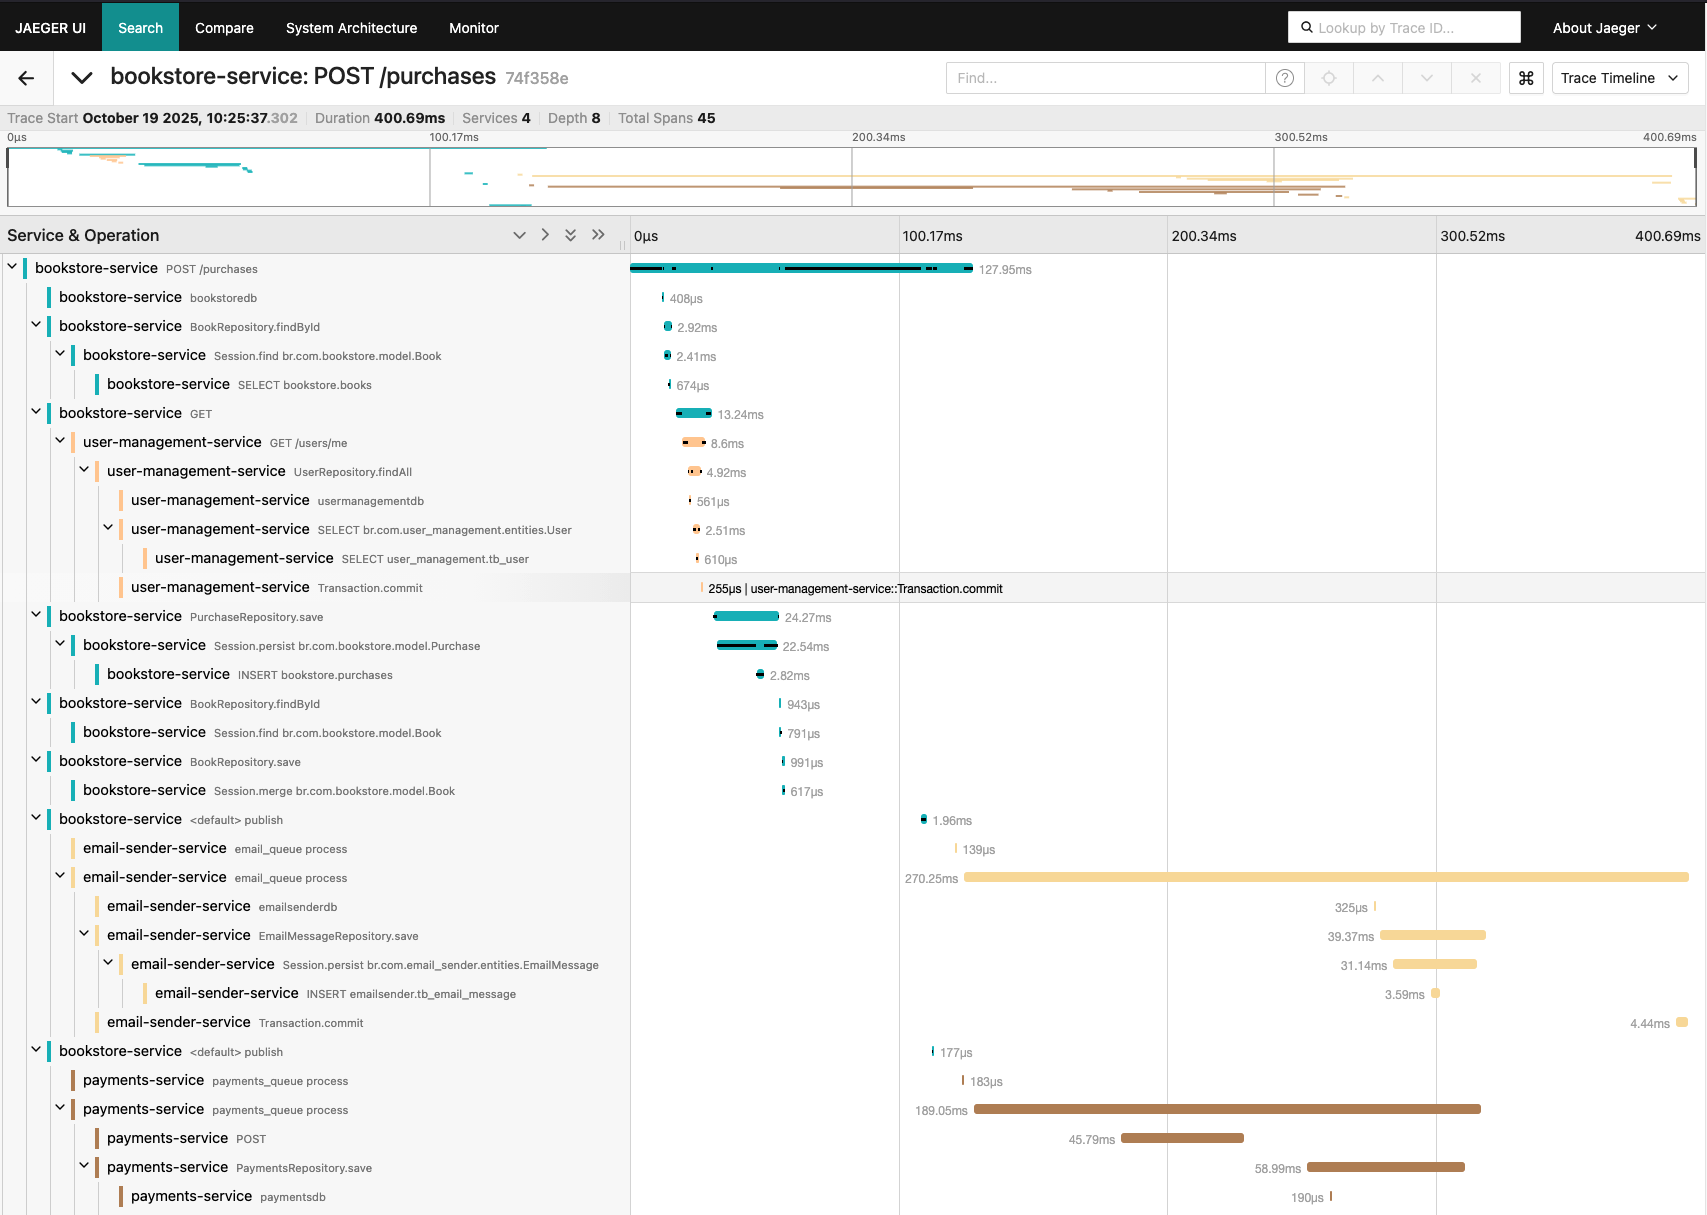 JAEGER UI Search Compare System Architecture Monitor Lookup by Trace ID... About Jaeger
bookstore-service: POST /purchases 74f358e Find... Trace Timeline
Trace Start October 19 2025, 10:25:37.302 Duration 400.69ms Services 4 Depth 8 Total Spans 45
0μs 100.17ms 200.34ms 300.52ms 400.69ms
Service & Operation 0μs 100.17ms 200.34ms 300.52ms 400.69ms
bookstore-service POST /purchases 127.95ms
bookstore-service bookstoredb 408μs
bookstore-service BookRepository.findById 2.92ms
bookstore-service Session.find br.com.bookstore.model.Book 2.41ms
bookstore-service SELECT bookstore.books 674μs
bookstore-service GET 13.24ms
user-management-service GET /users/me 8.6ms
user-management-service UserRepository.findAll 4.92ms
user-management-service usermanagementdb 561μs
user-management-service SELECT br.com.user_management.entities.User 2.51ms
user-management-service SELECT user_management.tb_user 610μs
user-management-service Transaction.commit 255μs | user-management-service::Transaction.commit
bookstore-service PurchaseRepository.save 24.27ms
bookstore-service Session.persist br.com.bookstore.model.Purchase 22.54ms
bookstore-service INSERT bookstore.purchases 2.82ms
bookstore-service BookRepository.findById 943μs
bookstore-service Session.find br.com.bookstore.model.Book 791μs
bookstore-service BookRepository.save 991μs
bookstore-service Session.merge br.com.bookstore.model.Book 617μs
bookstore-service <default> publish 1.96ms
email-sender-service email_queue process 139μs
email-sender-service email_queue process 270.25ms
email-sender-service emailsenderdb 325μs
email-sender-service EmailMessageRepository.save 39.37ms
email-sender-service Session.persist br.com.email_sender.entities.EmailMessage 31.14ms
email-sender-service INSERT emailsender.tb_email_message 3.59ms
email-sender-service Transaction.commit 4.44ms
bookstore-service <default> publish 177μs
payments-service payments_queue process 183μs
payments-service payments_queue process 189.05ms
payments-service POST 45.79ms
payments-service PaymentsRepository.save 58.99ms
payments-service paymentsdb 190μs